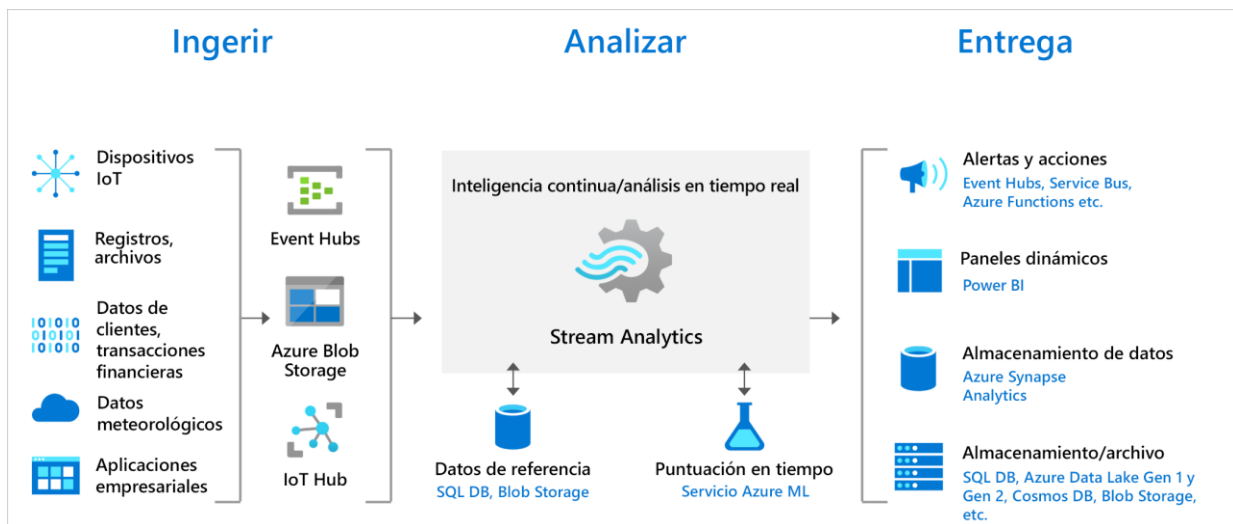 Ingerir
Analizar
Entrega
Dispositivos
IoT
Registros,
archivos
Datos de
clientes,
transacciones
financieras
Datos
meteorológicos
Aplicaciones
empresariales
Event Hubs
Azure Blob
Storage
IoT Hub
Inteligencia continua/análisis en tiempo real
Stream Analytics
Datos de referencia
SQL DB, Blob Storage
Puntuación en tiempo
Servicio Azure ML
Alertas y acciones
Event Hubs, Service Bus,
Azure Functions etc.
Paneles dinámicos
Power BI
Almacenamiento de datos
Azure Synapse
Analytics
Almacenamiento/archivo
SQL DB, Azure Data Lake Gen 1 y
Gen 2, Cosmos DB, Blob Storage,
etc.